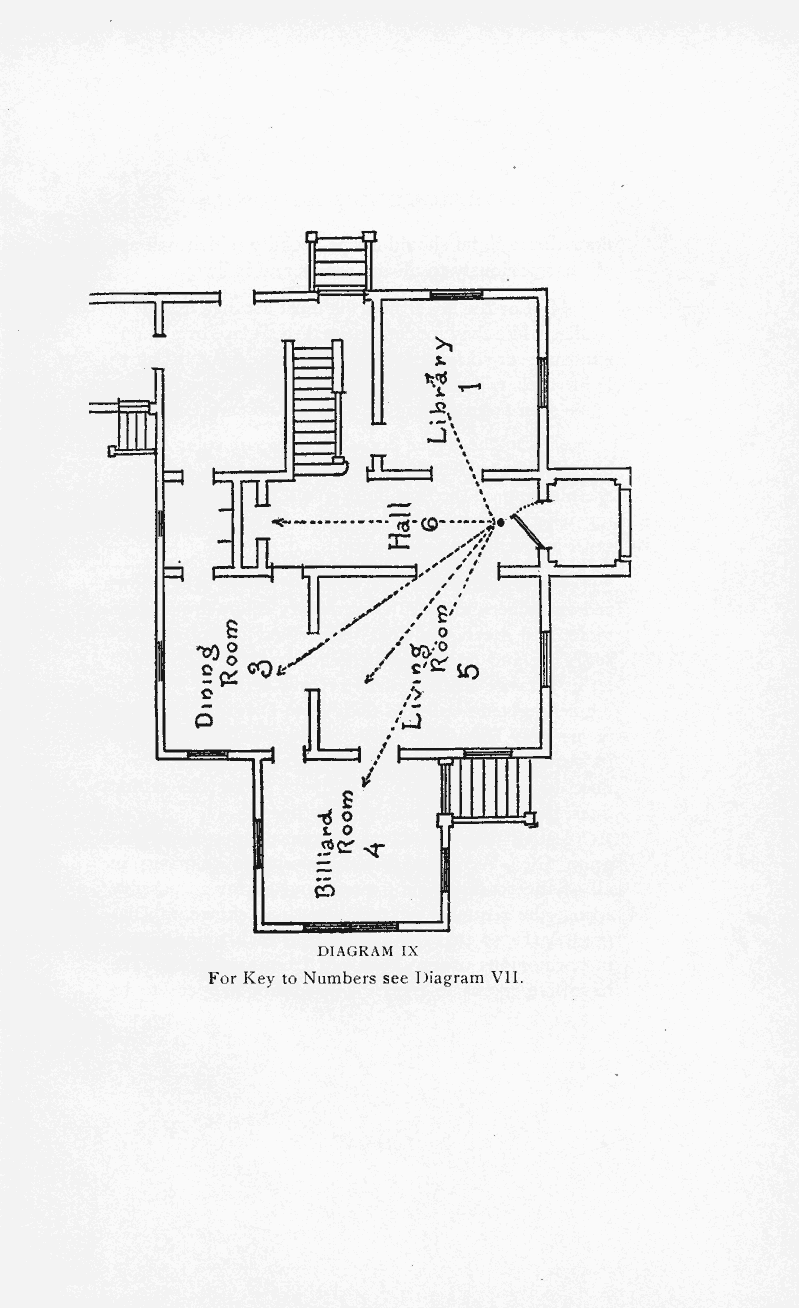 Library
1
Hall
6
Dining
Room
3
Living
Room
5
Billiard
Room
4
DIAGRAM IX
For Key to Numbers see Diagram VII.